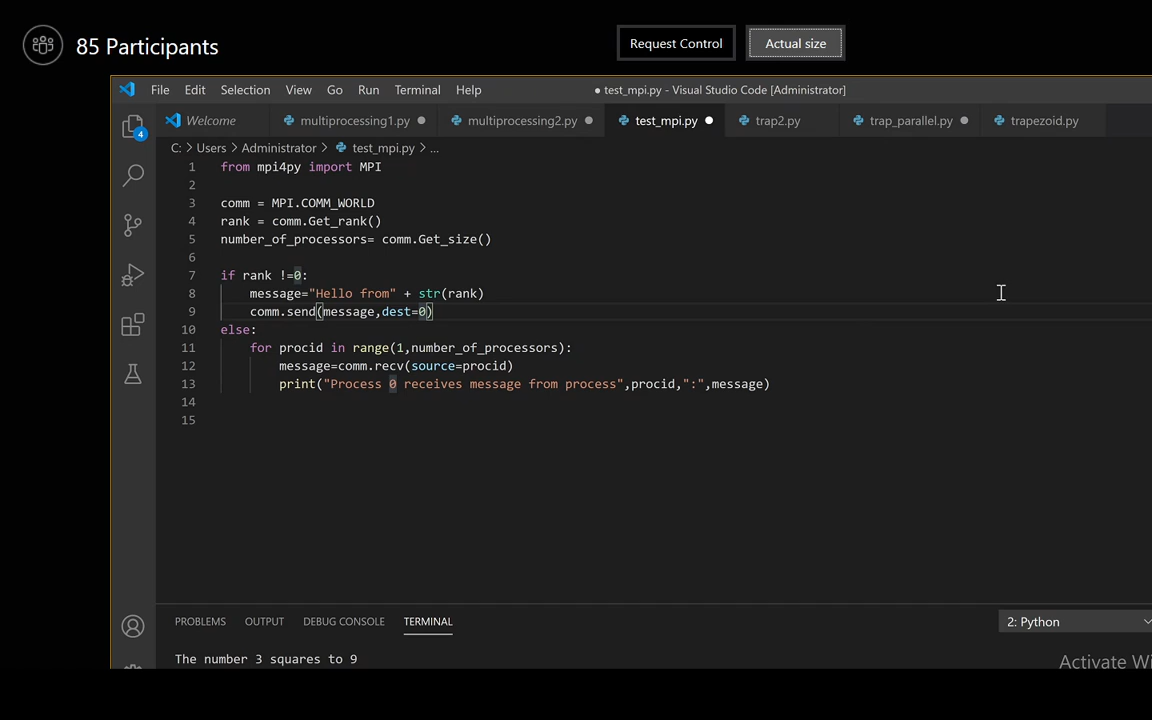 85 Participants
Request Control
Actual size
File Edit Selection View Go Run Terminal Help
● test_mpi.py - Visual Studio Code [Administrator]
4
Welcome
multiprocessing1.py
multiprocessing2.py
test_mpi.py
trap2.py
trap_parallel.py
trapezoid.py
C: > Users > Administrator > test_mpi.py > ...
1 from mpi4py import MPI
2
3 comm = MPI.COMM_WORLD
4 rank = comm.Get_rank()
5 number_of_processors= comm.Get_size()
6
7 if rank !=0:
8     message="Hello from" + str(rank)
9     comm.send(message,dest=0)
10 else:
11     for procid in range(1,number_of_processors):
12         message=comm.recv(source=procid)
13         print("Process 0 receives message from process",procid,":",message)
14
15
PROBLEMS OUTPUT DEBUG CONSOLE TERMINAL
2: Python
The number 3 squares to 9
Activate Wi